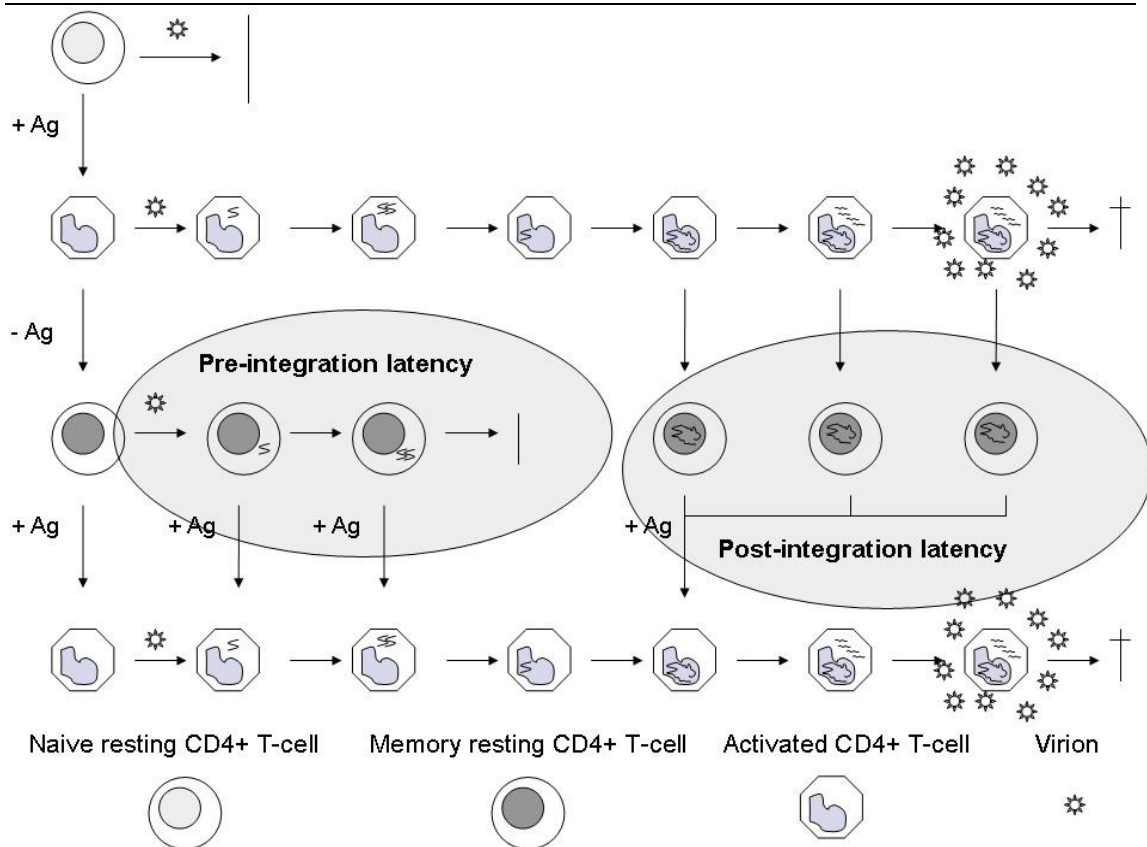 + Ag
- Ag
Pre-integration latency
+ Ag
+ Ag
+ Ag
+ Ag
Post-integration latency
Naive resting CD4+ T-cell
Memory resting CD4+ T-cell
Activated CD4+ T-cell
Virion